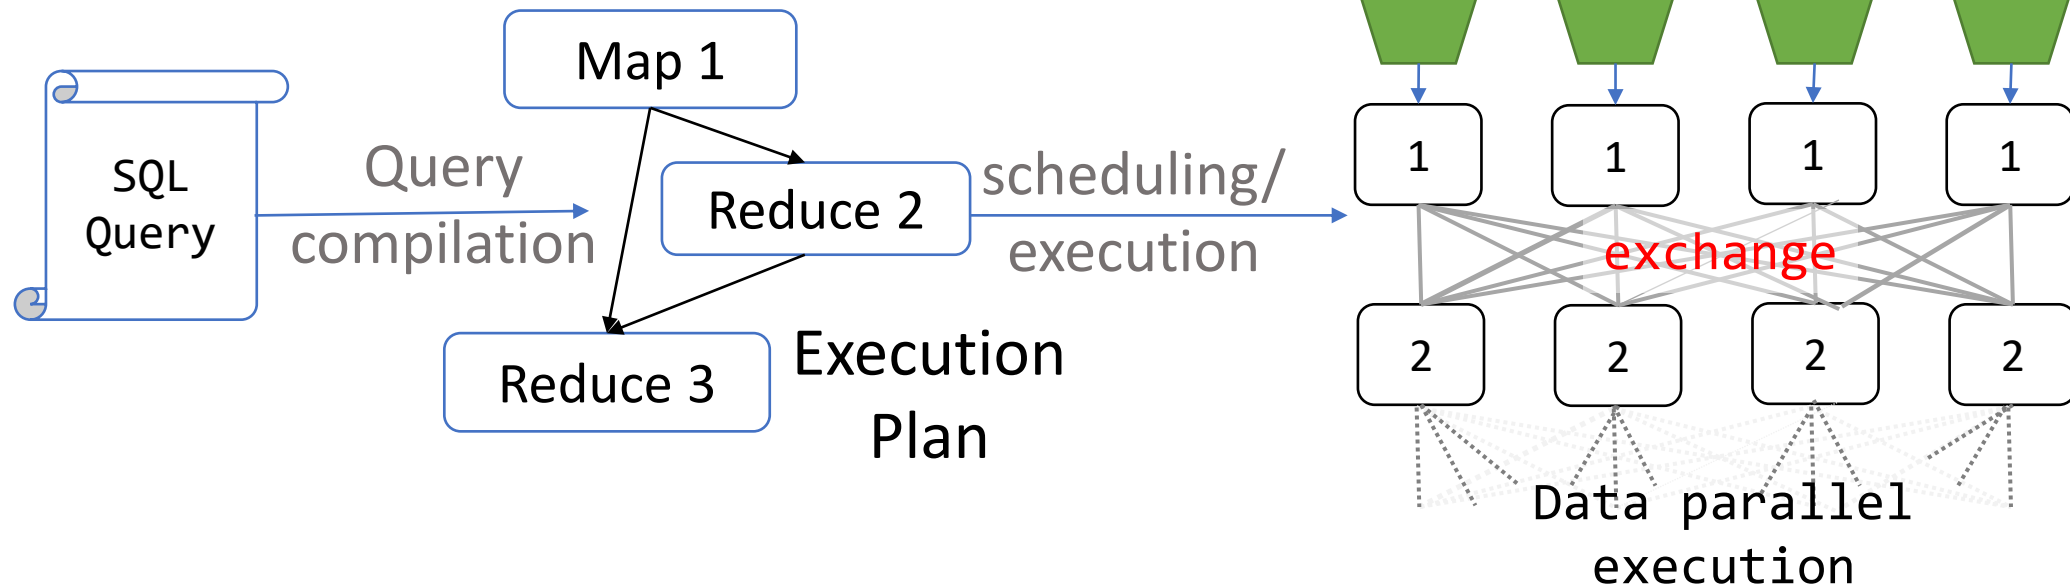 SQL
Query
Query
compilation
Map 1
Reduce 2
Reduce 3
Execution
Plan
scheduling/
execution
1 1 1 1
exchange
2 2 2 2
Data parallel
execution